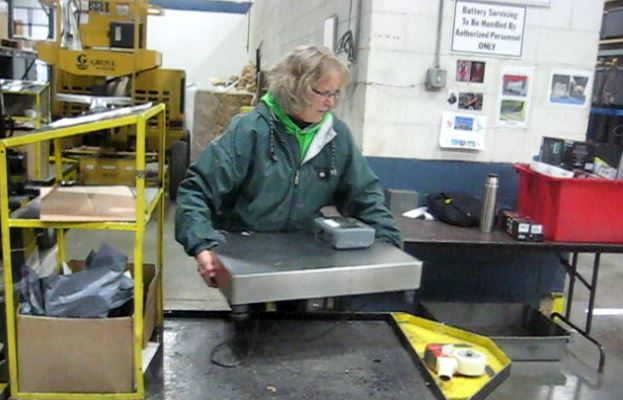 Battery Servicing
To Be Handled By
Authorized Personnel
ONLY
GROVE